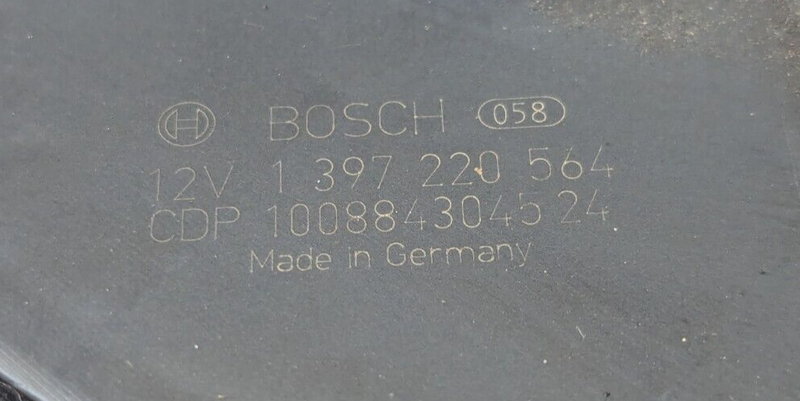 BOSCH 058
12V 1 397 220 564
CDP 1008843045 24
Made in Germany